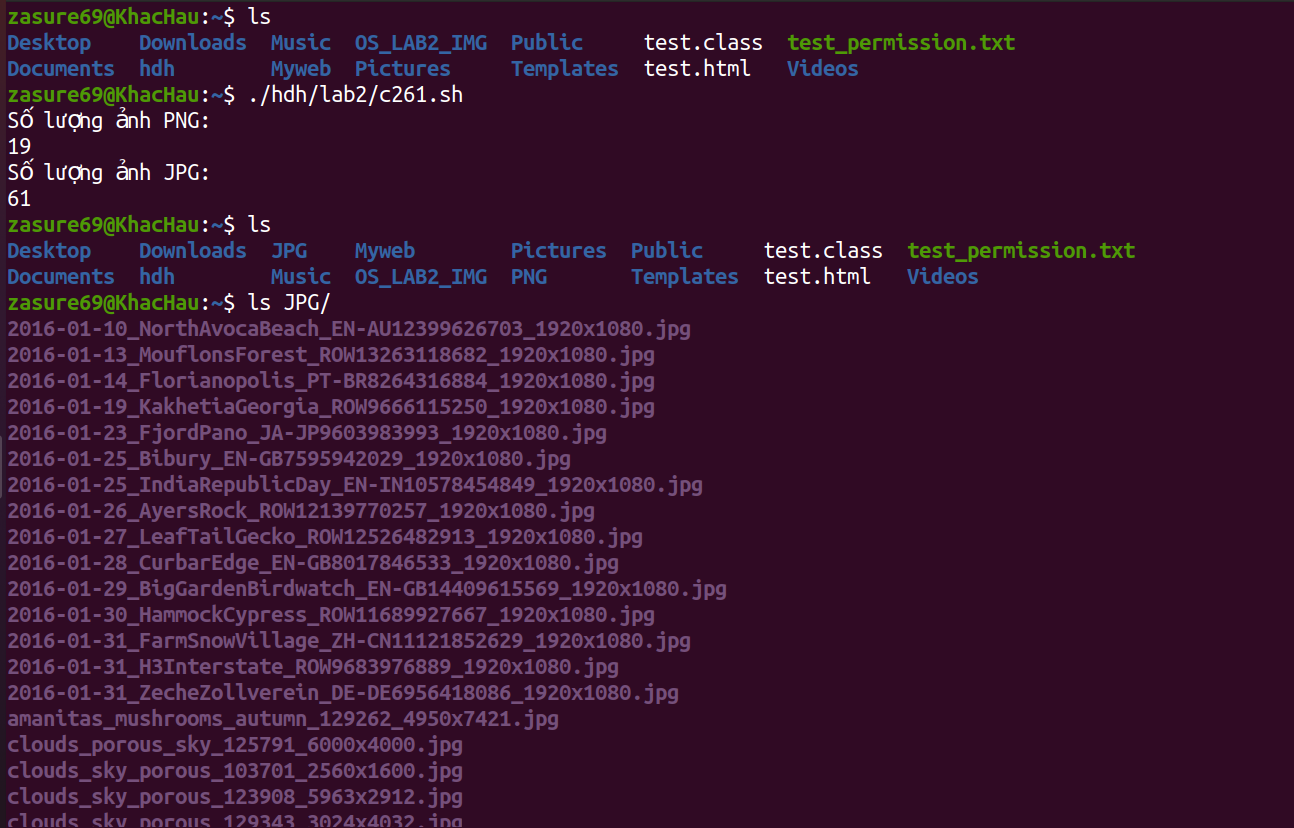 zasure69@KhacHau:~$ ls
Desktop Downloads Music OS_LAB2_IMG Public test.class test_permission.txt
Documents hdh Myweb Pictures Templates test.html Videos
zasure69@KhacHau:~$ ./hdh/lab2/c261.sh
Số lượng ảnh PNG:
19
Số lượng ảnh JPG:
61
zasure69@KhacHau:~$ ls
Desktop Downloads JPG Myweb Pictures Public test.class test_permission.txt
Documents hdh Music OS_LAB2_IMG PNG Templates test.html Videos
zasure69@KhacHau:~$ ls JPG/
2016-01-10_NorthAvocaBeach_EN-AU12399626703_1920x1080.jpg
2016-01-13_MouflonsForest_ROW13263118682_1920x1080.jpg
2016-01-14_Florianopolis_PT-BR8264316884_1920x1080.jpg
2016-01-19_KakhetiaGeorgia_ROW9666115250_1920x1080.jpg
2016-01-23_FjordPano_JA-JP9603983993_1920x1080.jpg
2016-01-25_Bibury_EN-GB7595942029_1920x1080.jpg
2016-01-25_IndiaRepublicDay_EN-IN10578454849_1920x1080.jpg
2016-01-26_AyersRock_ROW12139770257_1920x1080.jpg
2016-01-27_LeafTailGecko_ROW12526482913_1920x1080.jpg
2016-01-28_CurbarEdge_EN-GB8017846533_1920x1080.jpg
2016-01-29_BigGardenBirdwatch_EN-GB14409615569_1920x1080.jpg
2016-01-30_HammockCypress_ROW11689927667_1920x1080.jpg
2016-01-31_FarmSnowVillage_ZH-CN11121852629_1920x1080.jpg
2016-01-31_H3Interstate_ROW9683976889_1920x1080.jpg
2016-01-31_ZecheZollverein_DE-DE6956418086_1920x1080.jpg
amanitas_mushrooms_autumn_129262_4950x7421.jpg
clouds_porous_sky_125791_6000x4000.jpg
clouds_sky_porous_103701_2560x1600.jpg
clouds_sky_porous_123908_5963x2912.jpg
clouds_sky_porous_129343_3024x4032.jpg